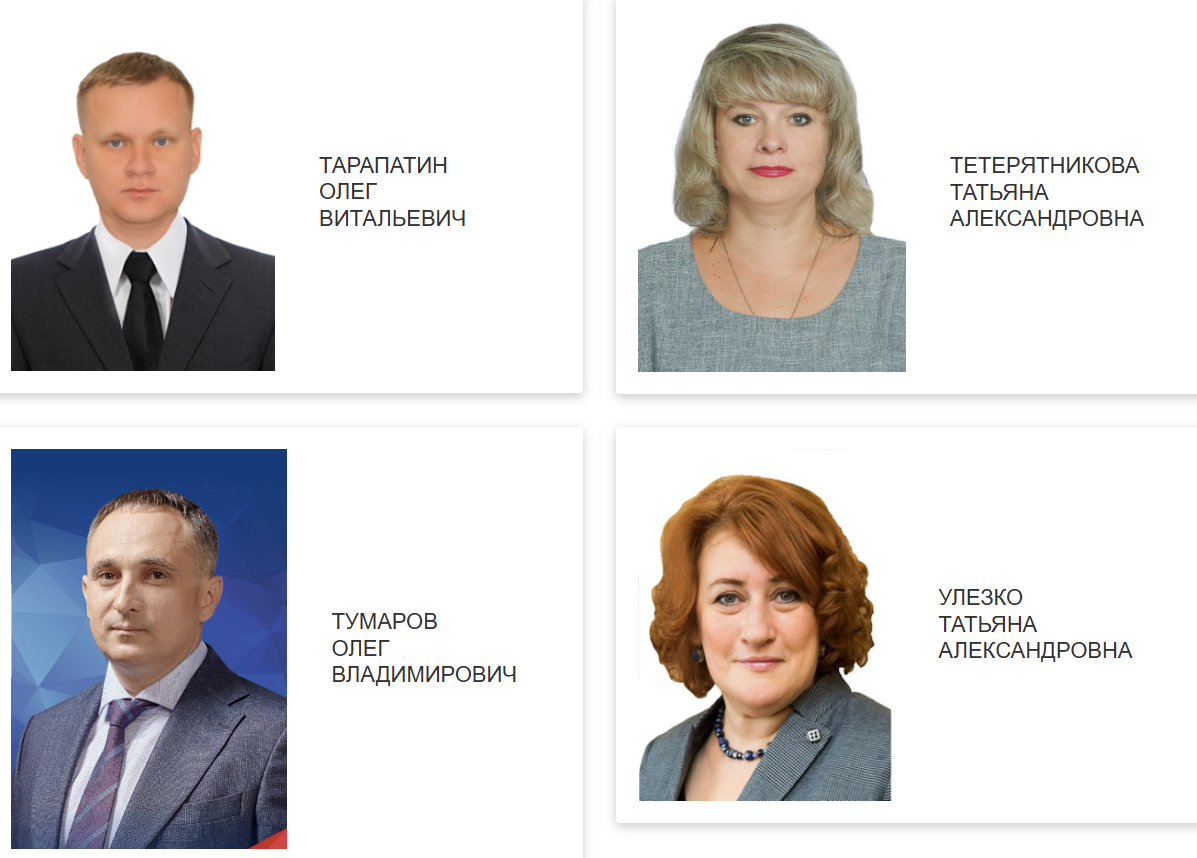 ТАРАПАТИН
ОЛЕГ
ВИТАЛЬЕВИЧ
ТЕТЕРЯТНИКОВА
ТАТЬЯНА
АЛЕКСАНДРОВНА
ТУМАРОВ
ОЛЕГ
ВЛАДИМИРОВИЧ
УЛЕЗКО
ТАТЬЯНА
АЛЕКСАНДРОВНА